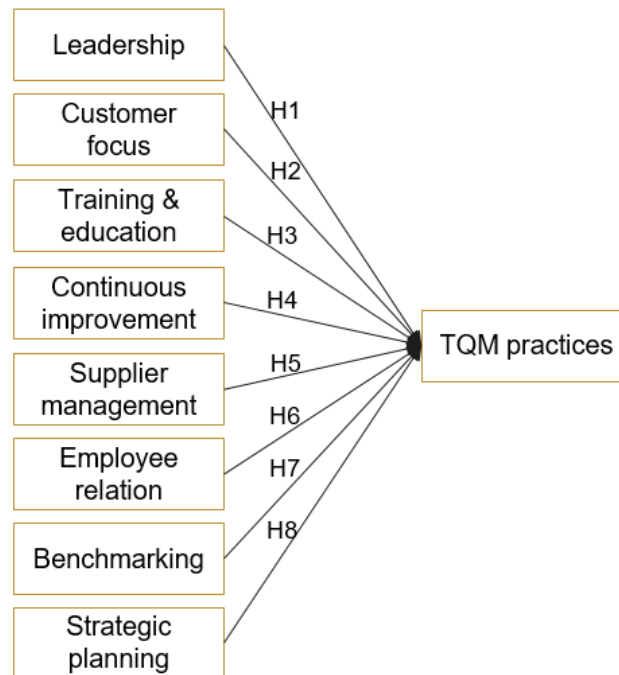 Leadership
H1
Customer
focus
H2
Training &
education
H3
Continuous
improvement
H4
TQM practices
Supplier
management
H5
Employee
relation
H6
Benchmarking
H7
Strategic
planning
H8